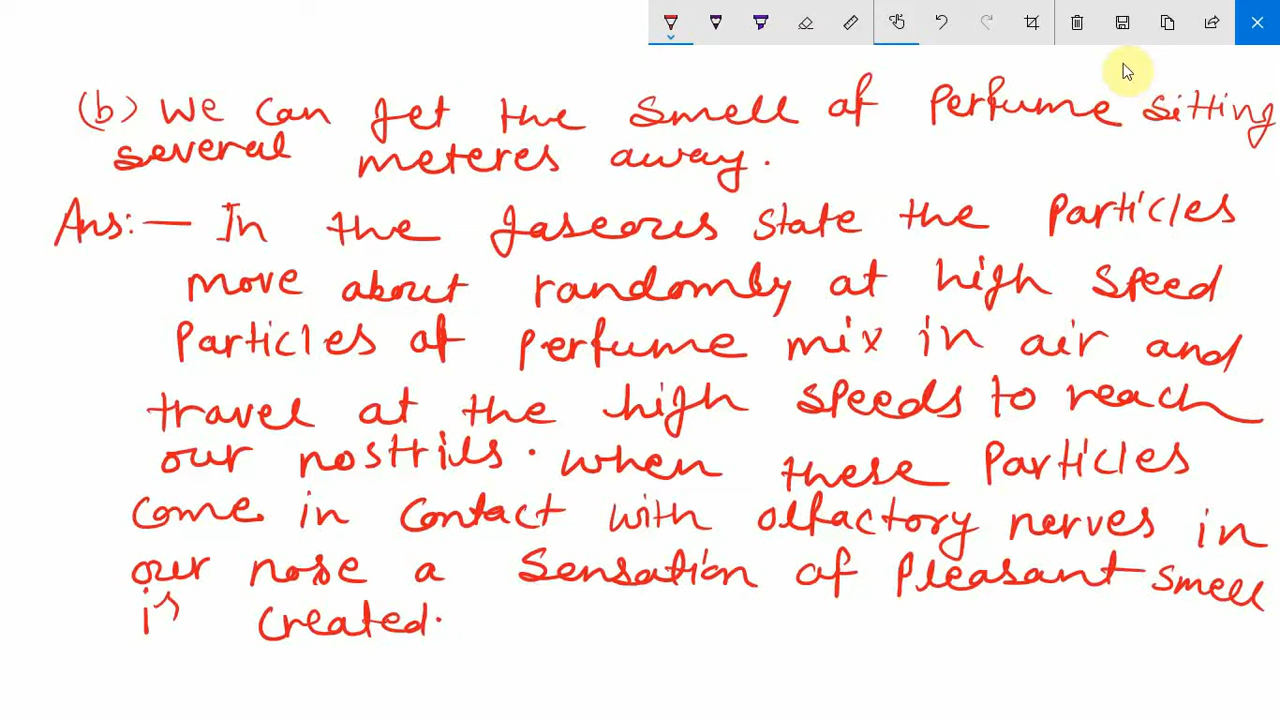 (b) We can get the smell of perfume sitting
several meteres away.
Ans:— In the gaseous state the particles
move about randomly at high speed
particles of perfume mix in air and
travel at the high speeds to reach
our nosttrils. when these particles
come in contact with olfactory nerves in
our nose a sensation of pleasant smell
is created.